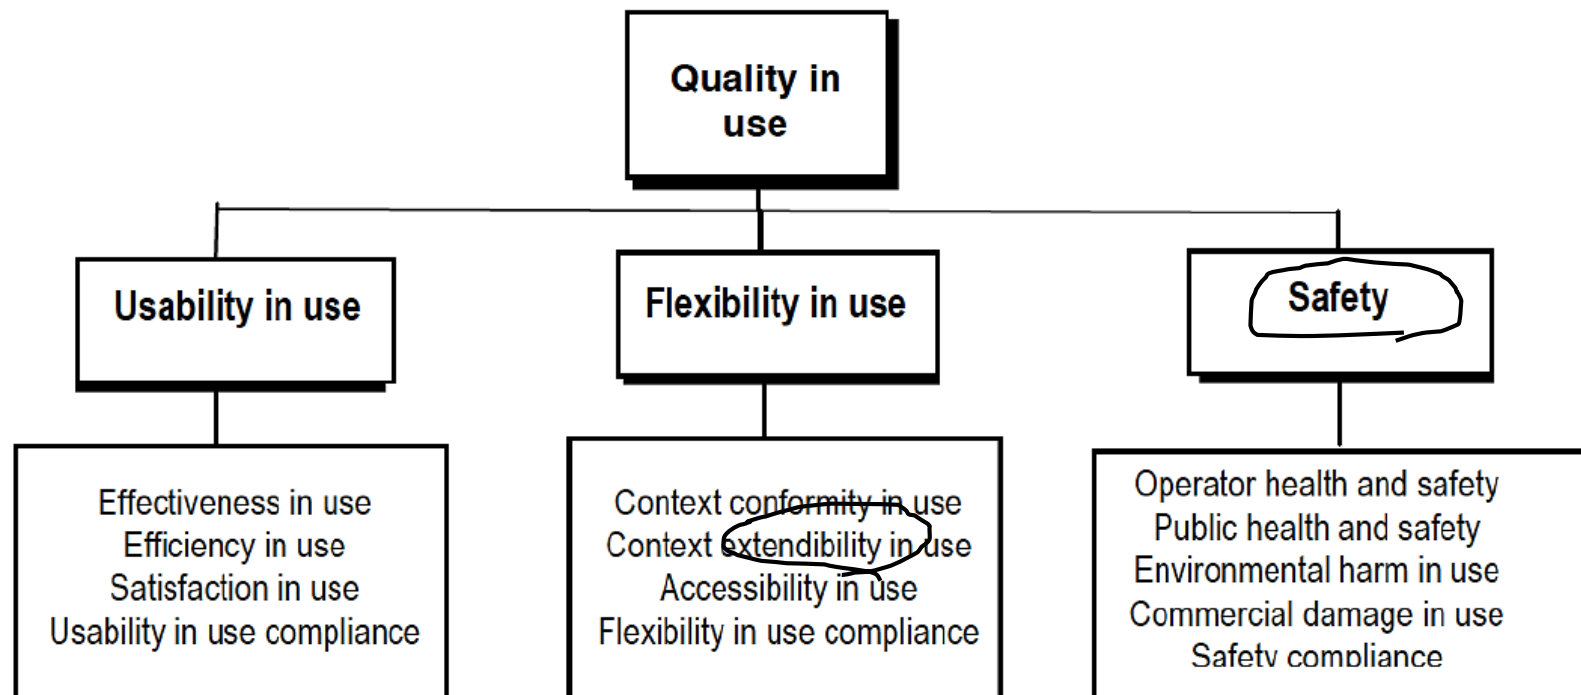 Quality in
use
Usability in use
Flexibility in use
Safety
Effectiveness in use
Efficiency in use
Satisfaction in use
Usability in use compliance
Context conformity in use
Context extendibility in use
Accessibility in use
Flexibility in use compliance
Operator health and safety
Public health and safety
Environmental harm in use
Commercial damage in use
Safety compliance